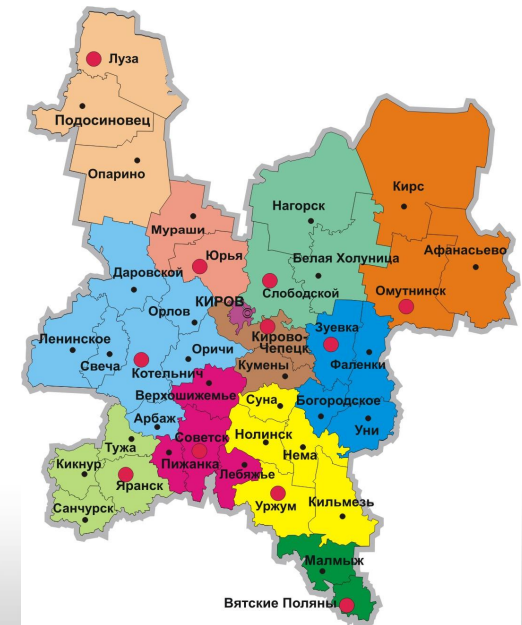 Луза
Подосиновец
Опарино
Кирс
Нагорск
Мураши
Афанасьево
Юрья
Белая Холуница
Даровской
Слободской
Омутнинск
КИРОВ
Орлов
Зуевка
Кирово-
Чепецк
Ленинское
Оричи
Фаленки
Свеча
Котельнич
Кумены
Верхошижемье
Суна
Богородское
Арбаж
Уни
Советск
Нолинск
Тужа
Нема
Пижанка
Кикнур
Лебяжье
Яранск
Уржум
Кильмезь
Санчурск
Малмыж
Вятские Поляны